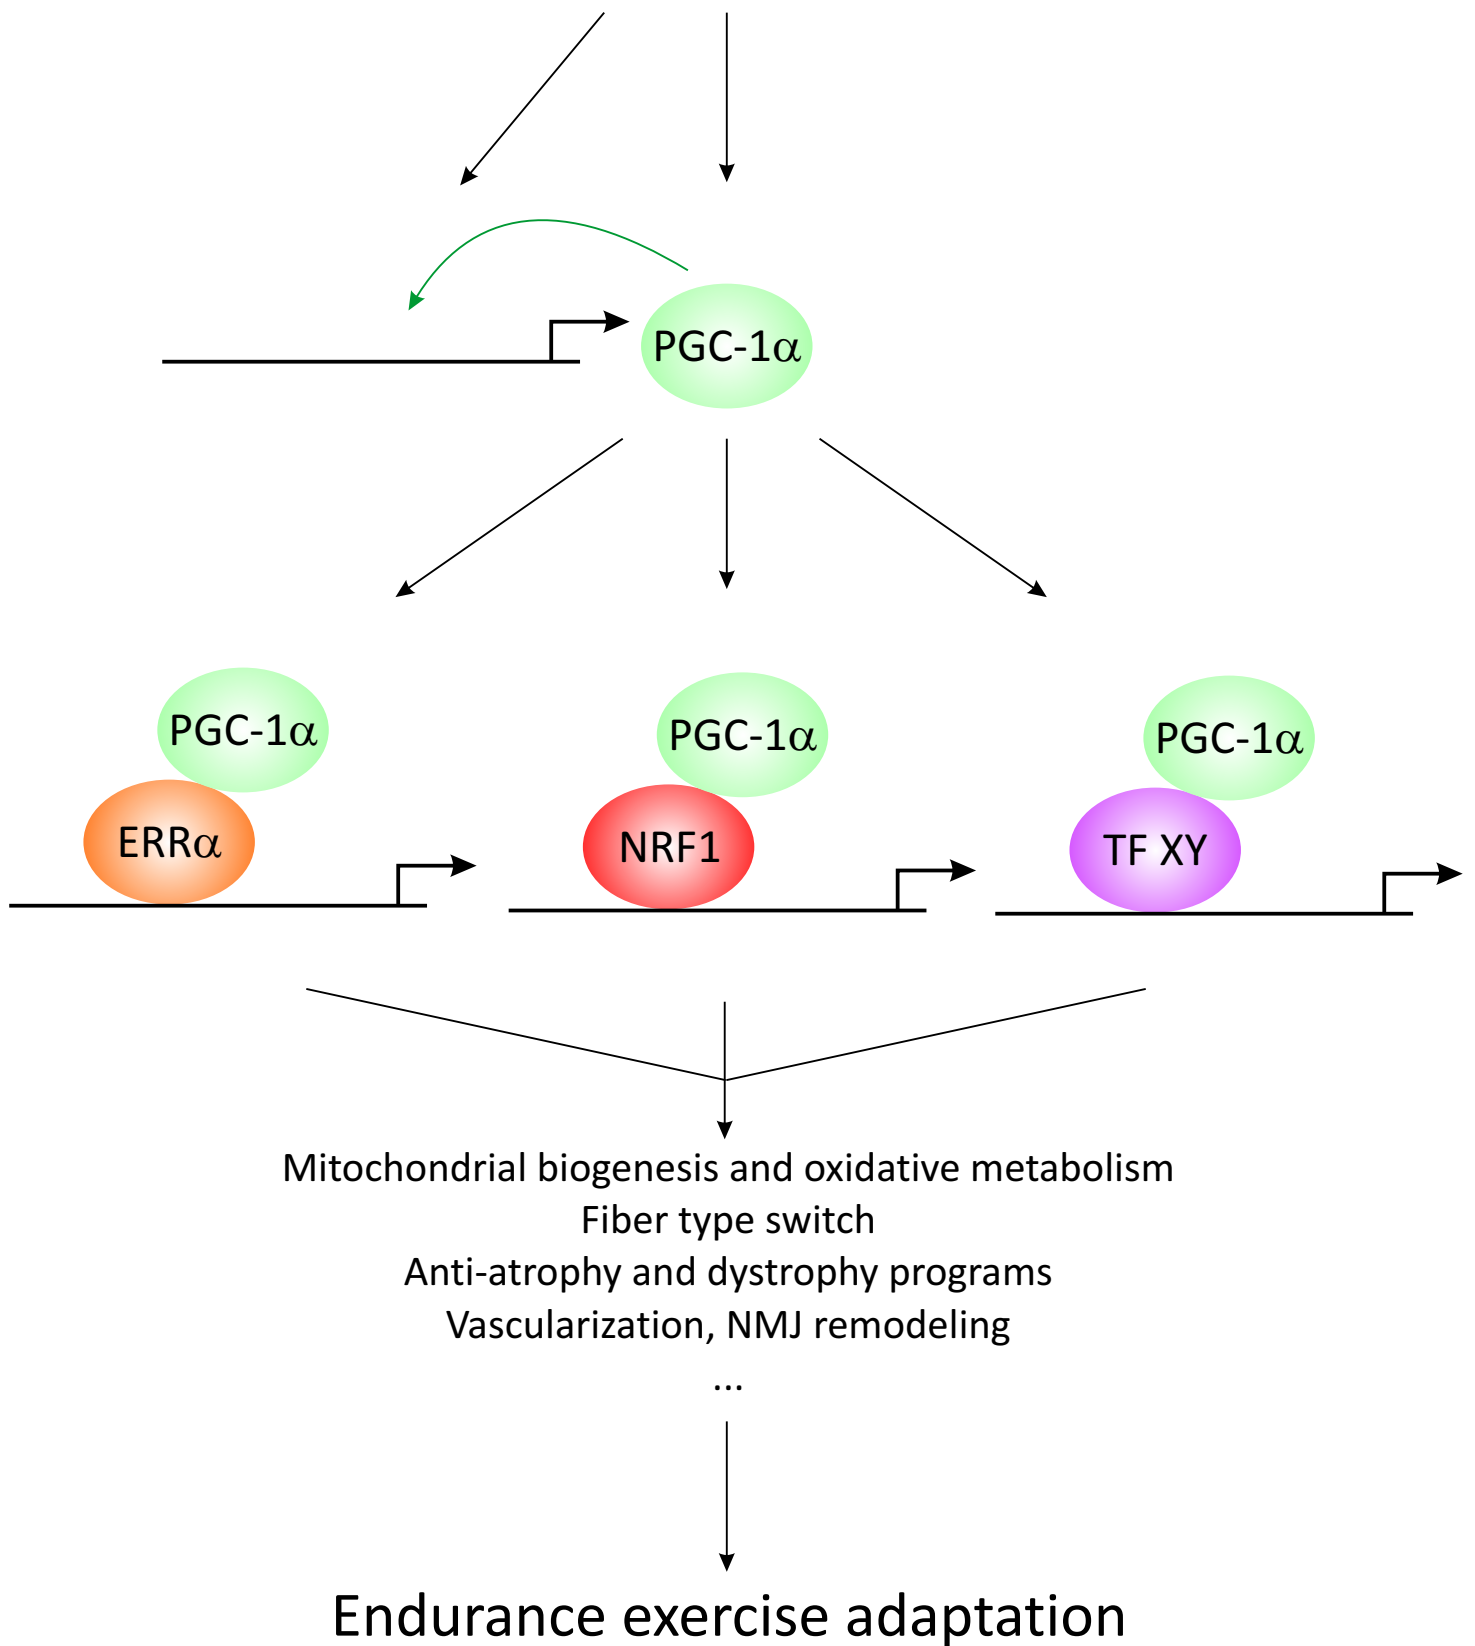 PGC-1α
PGC-1α
PGC-1α
PGC-1α
ERRα
NRF1
TF XY
Mitochondrial biogenesis and oxidative metabolism
Fiber type switch
Anti-atrophy and dystrophy programs
Vascularization, NMJ remodeling
...
Endurance exercise adaptation